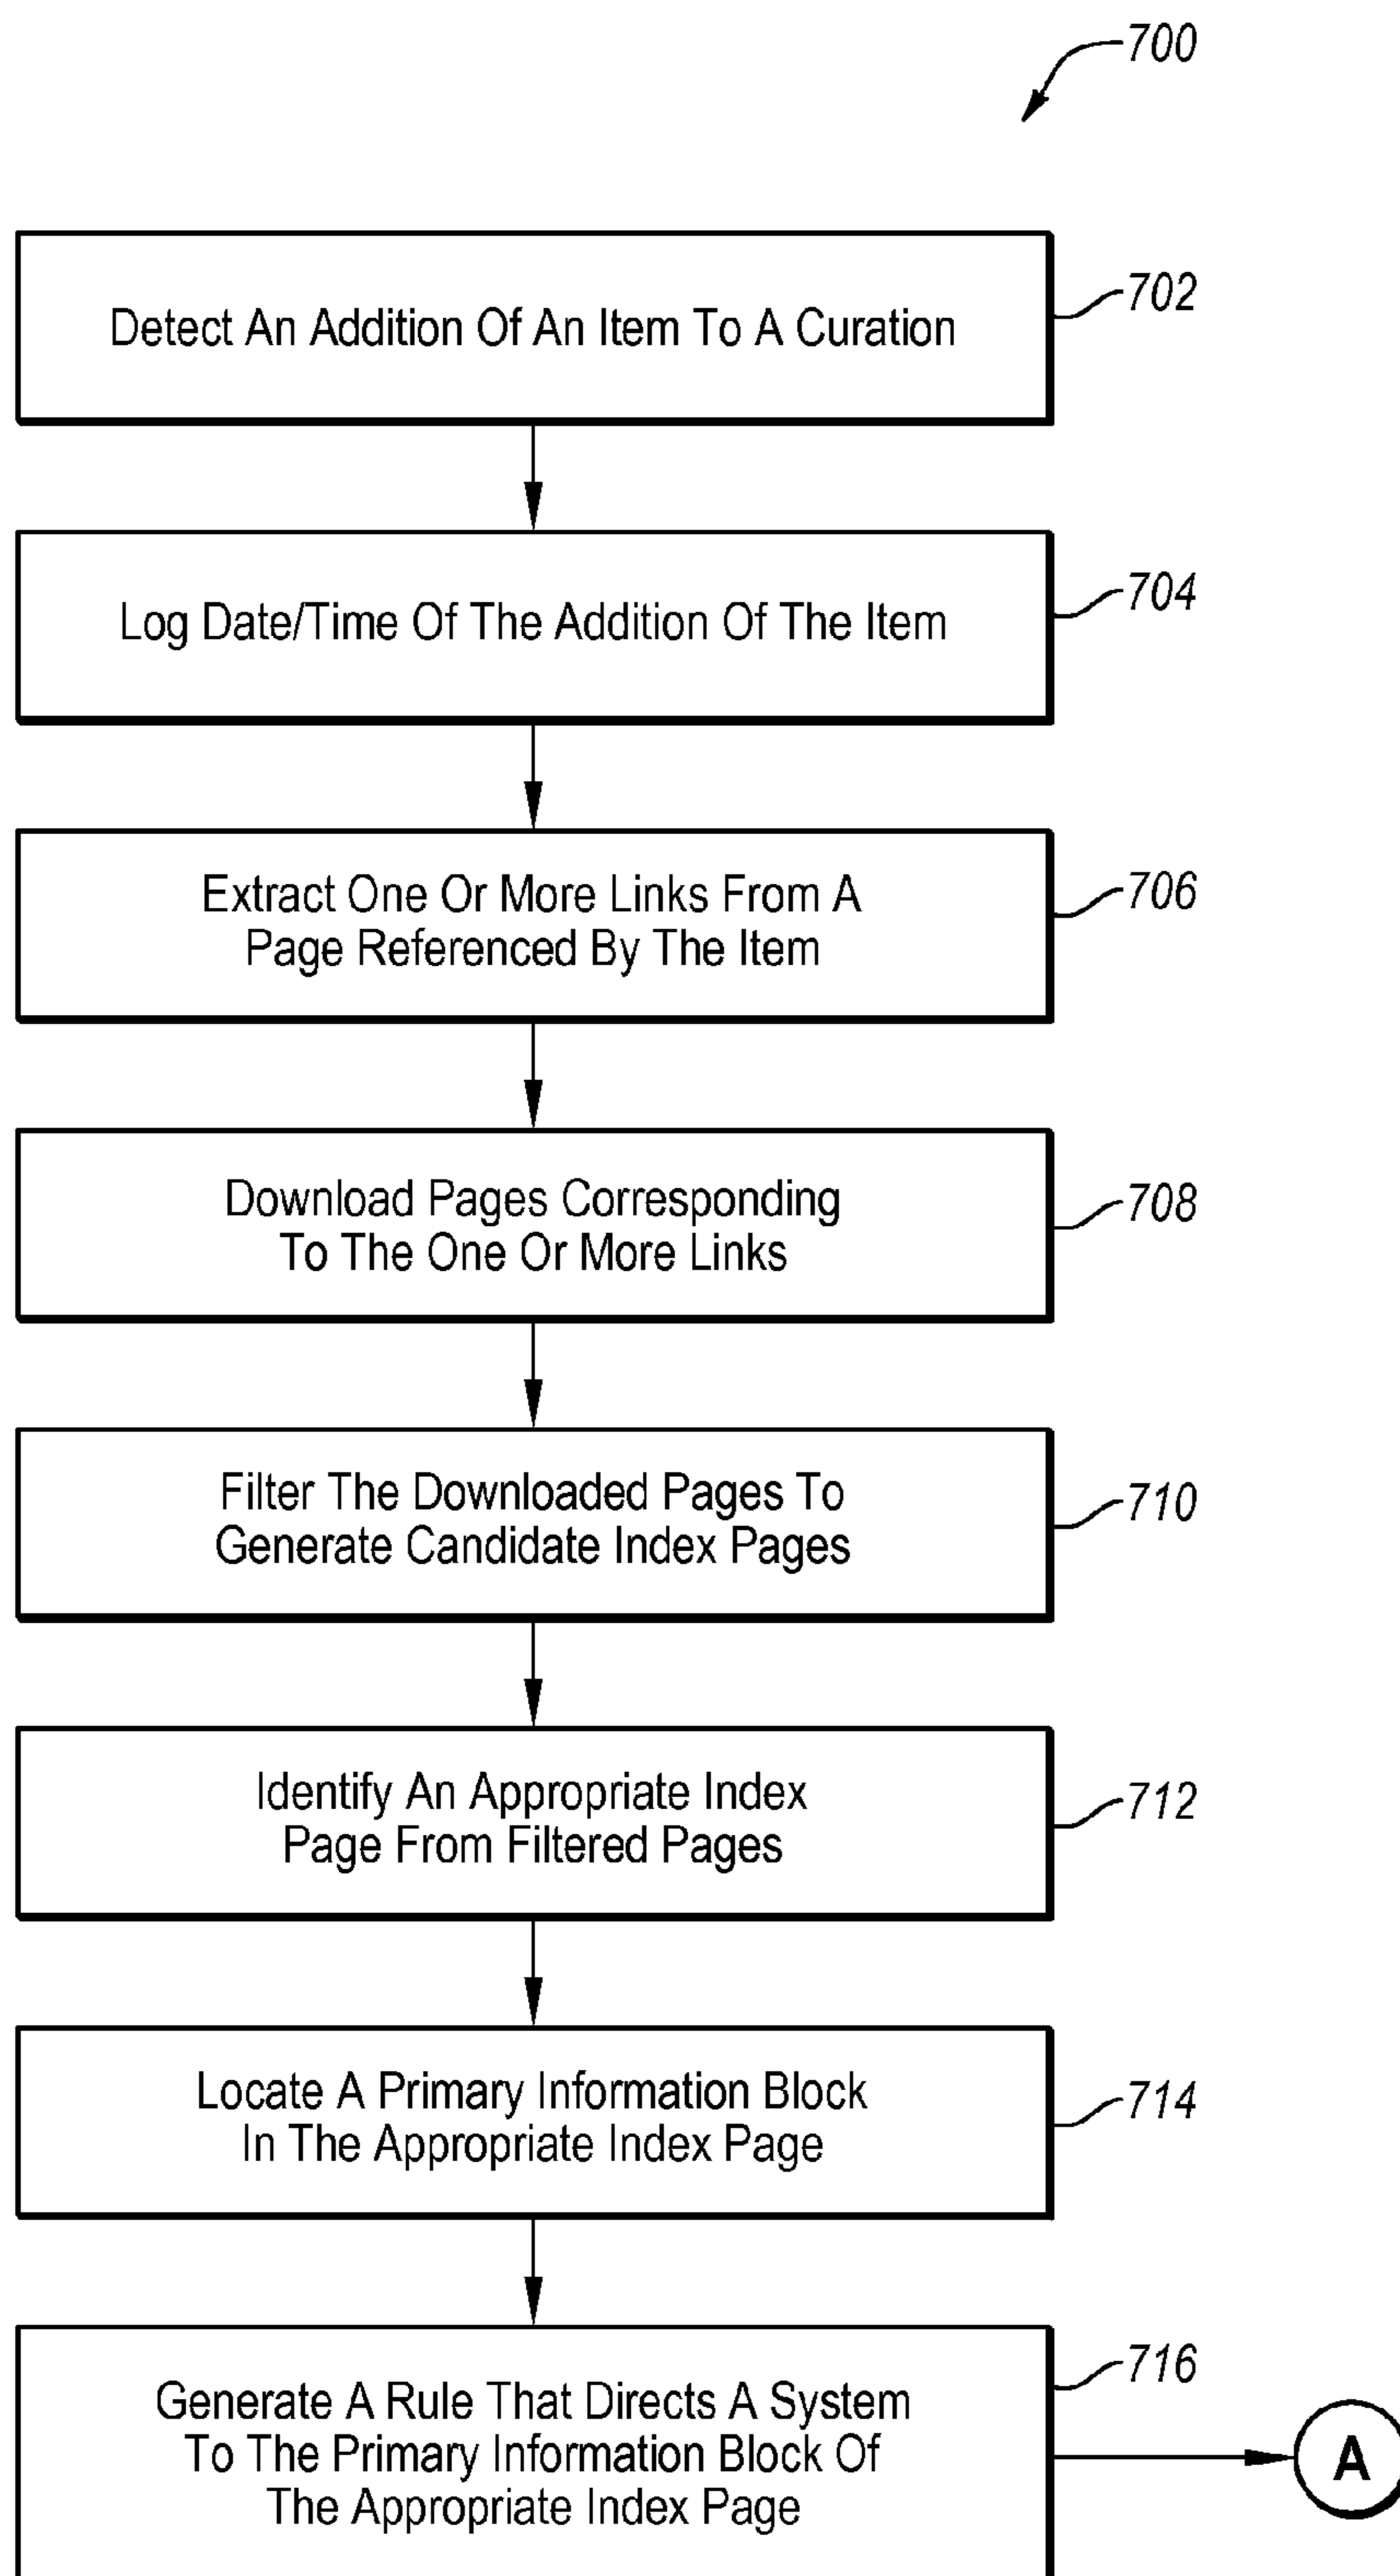 700
Detect An Addition Of An Item To A Curation
702
Log Date/Time Of The Addition Of The Item
704
Extract One Or More Links From A
Page Referenced By The Item
706
Download Pages Corresponding
To The One Or More Links
708
Filter The Downloaded Pages To
Generate Candidate Index Pages
710
Identify An Appropriate Index
Page From Filtered Pages
712
Locate A Primary Information Block
In The Appropriate Index Page
714
Generate A Rule That Directs A System
To The Primary Information Block Of
The Appropriate Index Page
716
A